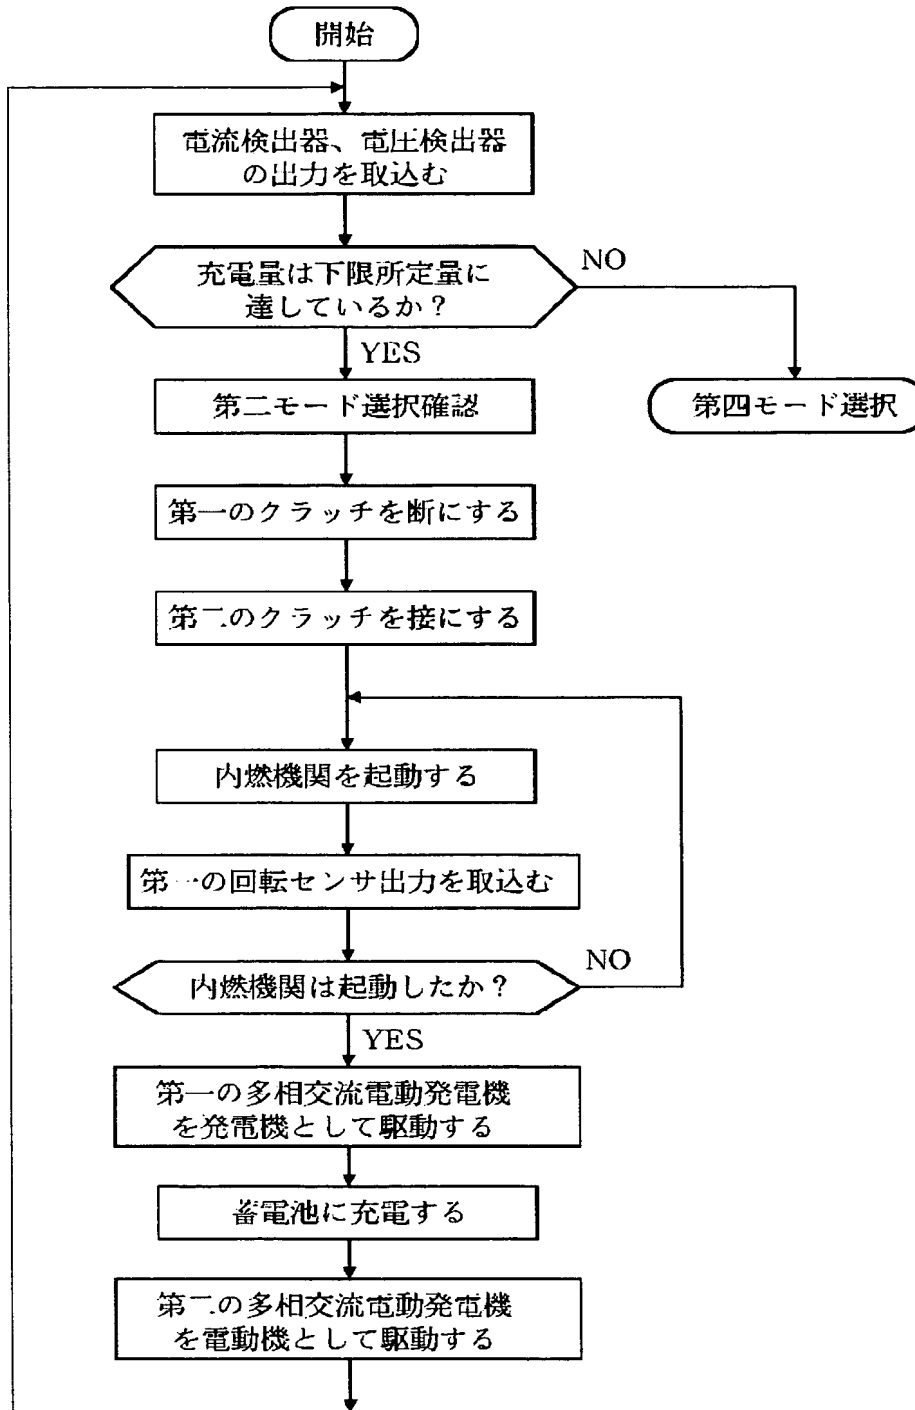 開始
電流検出器、電圧検出器
の出力を取込む
充電量は下限所定量に
達しているか？
NO
YES
第二モード選択確認
第四モード選択
第一のクラッチを断にする
第二のクラッチを接にする
内燃機関を起動する
第一の回転センサ出力を取込む
内燃機関は起動したか？
NO
YES
第一の多相交流電動発電機
を発電機として駆動する
蓄電池に充電する
第二の多相交流電動発電機
を電動機として駆動する